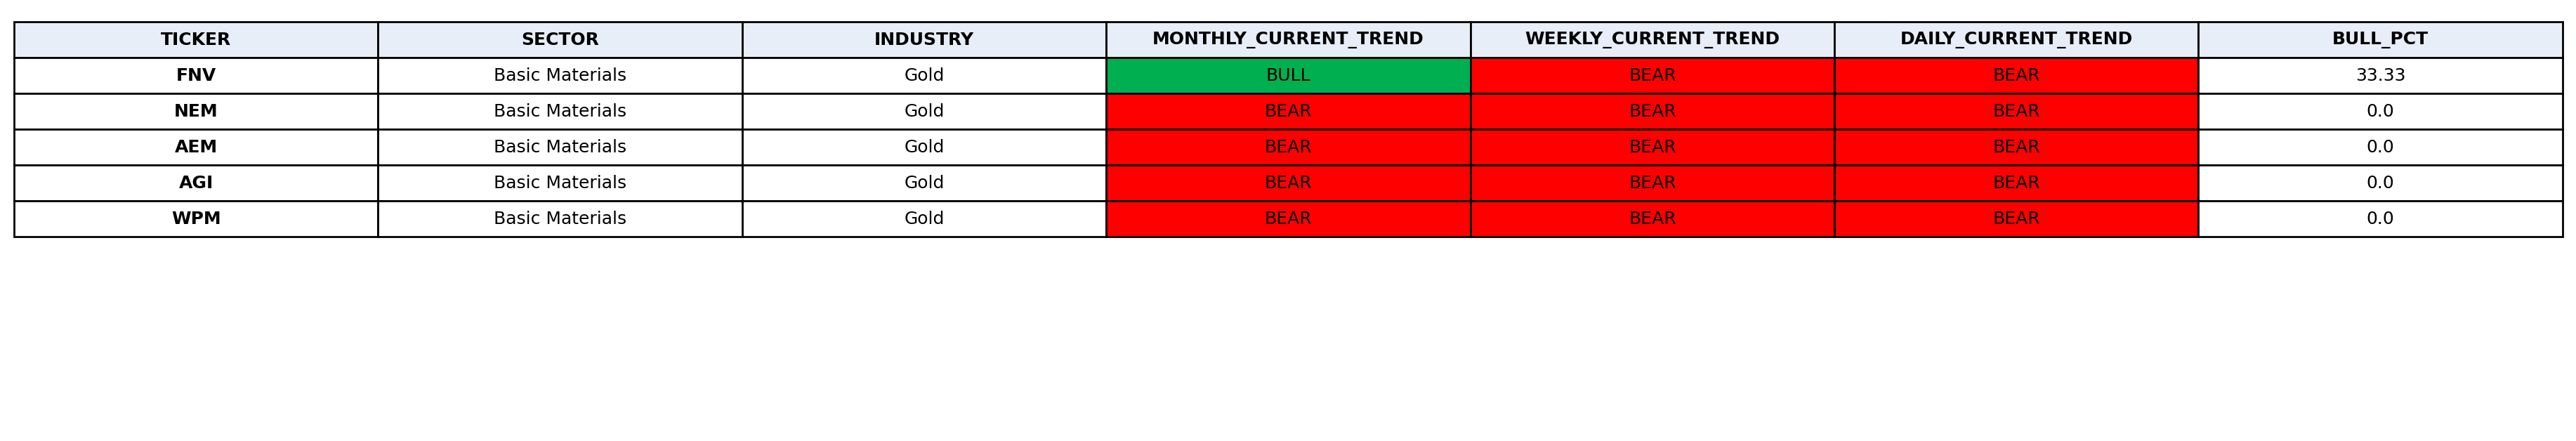 TICKER SECTOR INDUSTRY MONTHLY_CURRENT_TREND WEEKLY_CURRENT_TREND DAILY_CURRENT_TREND BULL_PCT
FNV Basic Materials Gold BULL BEAR BEAR 33.33
NEM Basic Materials Gold BEAR BEAR BEAR 0.0
AEM Basic Materials Gold BEAR BEAR BEAR 0.0
AGI Basic Materials Gold BEAR BEAR BEAR 0.0
WPM Basic Materials Gold BEAR BEAR BEAR 0.0